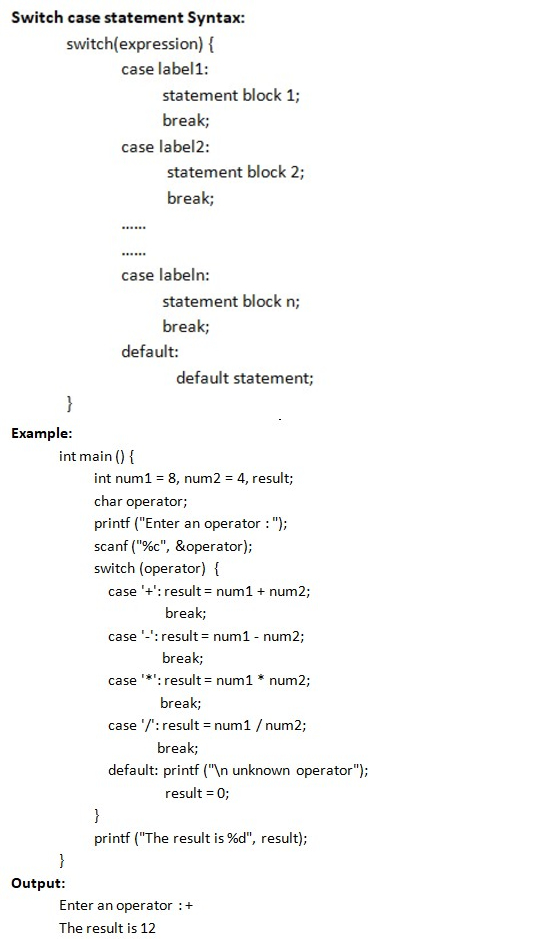 Switch case statement Syntax:
switch(expression) {
case label1:
statement block 1;
break;
case label2:
statement block 2;
break;
......
......
case labeln:
statement block n;
break;
default:
default statement;
}
Example:
int main () {
int num1 = 8, num2 = 4, result;
char operator;
printf ("Enter an operator : ");
scanf ("%c", &operator);
switch (operator) {
case '+': result = num1 + num2;
break;
case '-': result = num1 - num2;
break;
case '*': result = num1 * num2;
break;
case '/': result = num1 / num2;
break;
default: printf ("\n unknown operator");
result = 0;
}
printf ("The result is %d", result);
}
Output:
Enter an operator : +
The result is 12